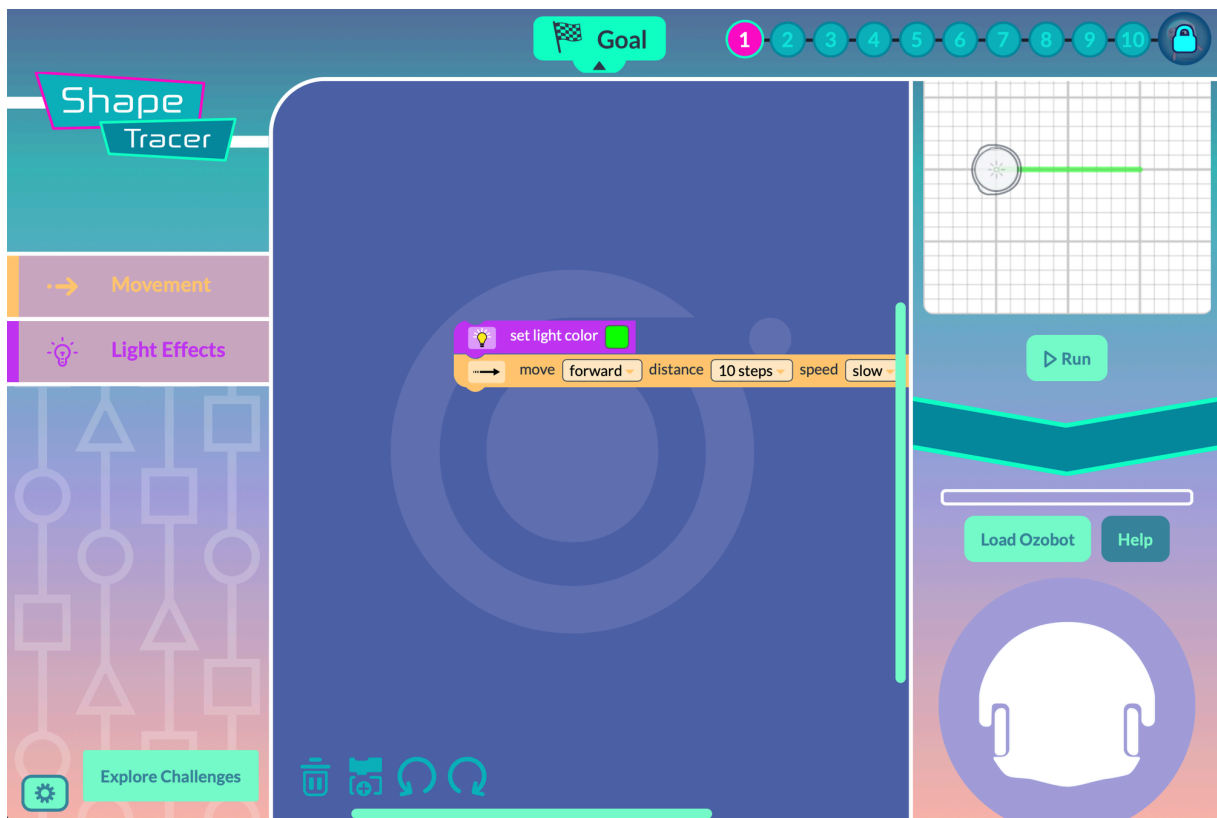 Goal
1 2 3 4 5 6 7 8 9 10
Shape
Tracer
Movement
Light Effects
set light color
move forward distance 10 steps speed slow
Run
Load Ozobot Help
Explore Challenges